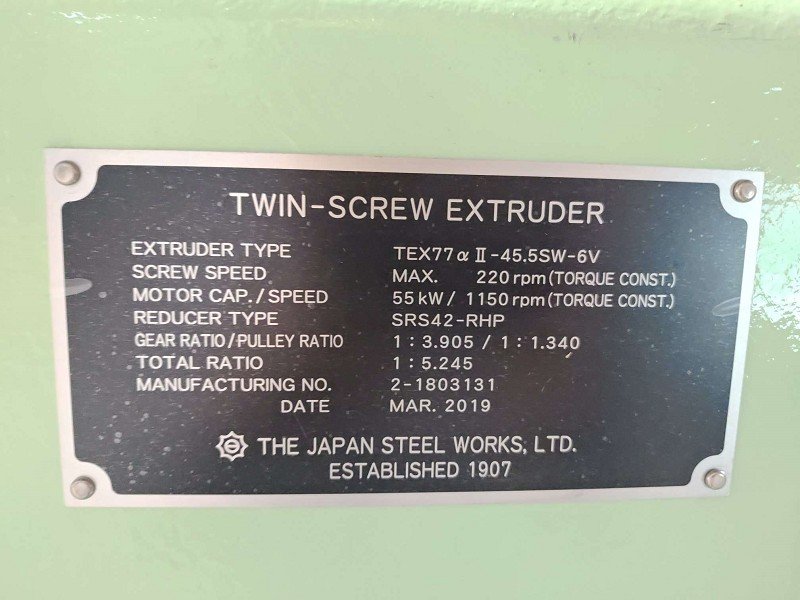 TWIN-SCREW EXTRUDER
EXTRUDER TYPE TEX77αⅡ-45.5SW-6V
SCREW SPEED MAX. 220 rpm (TORQUE CONST.)
MOTOR CAP./SPEED 55 kW / 1150 rpm (TORQUE CONST.)
REDUCER TYPE SRS42-RHP
GEAR RATIO/PULLEY RATIO 1 : 3.905 / 1 : 1.340
TOTAL RATIO 1 : 5.245
MANUFACTURING NO. 2-1803131
DATE MAR. 2019
THE JAPAN STEEL WORKS, LTD.
ESTABLISHED 1907